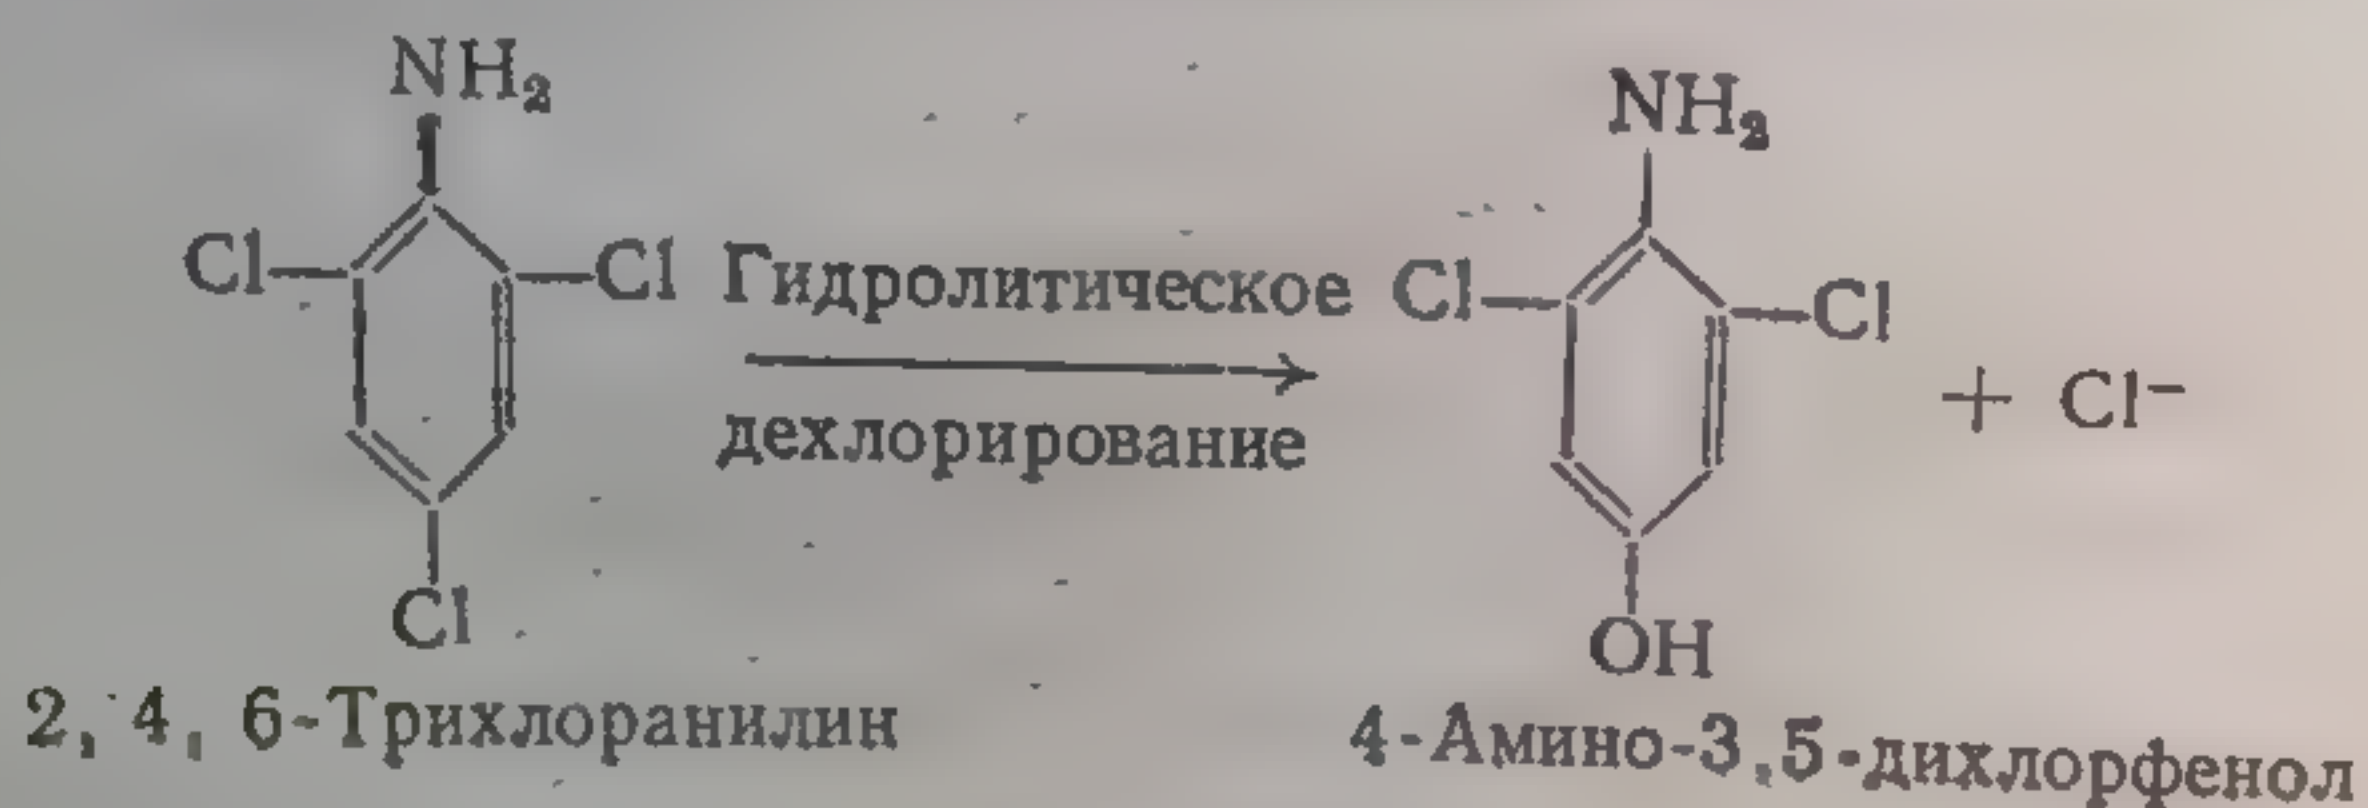 NH₂
NH₂
Cl
Cl
Гидролитическое
Cl
Cl
+ Cl⁻
дехлорирование
Cl
OH
2, 4, 6-Трихлоранилин
4-Амино-3,5-дихлорфенол